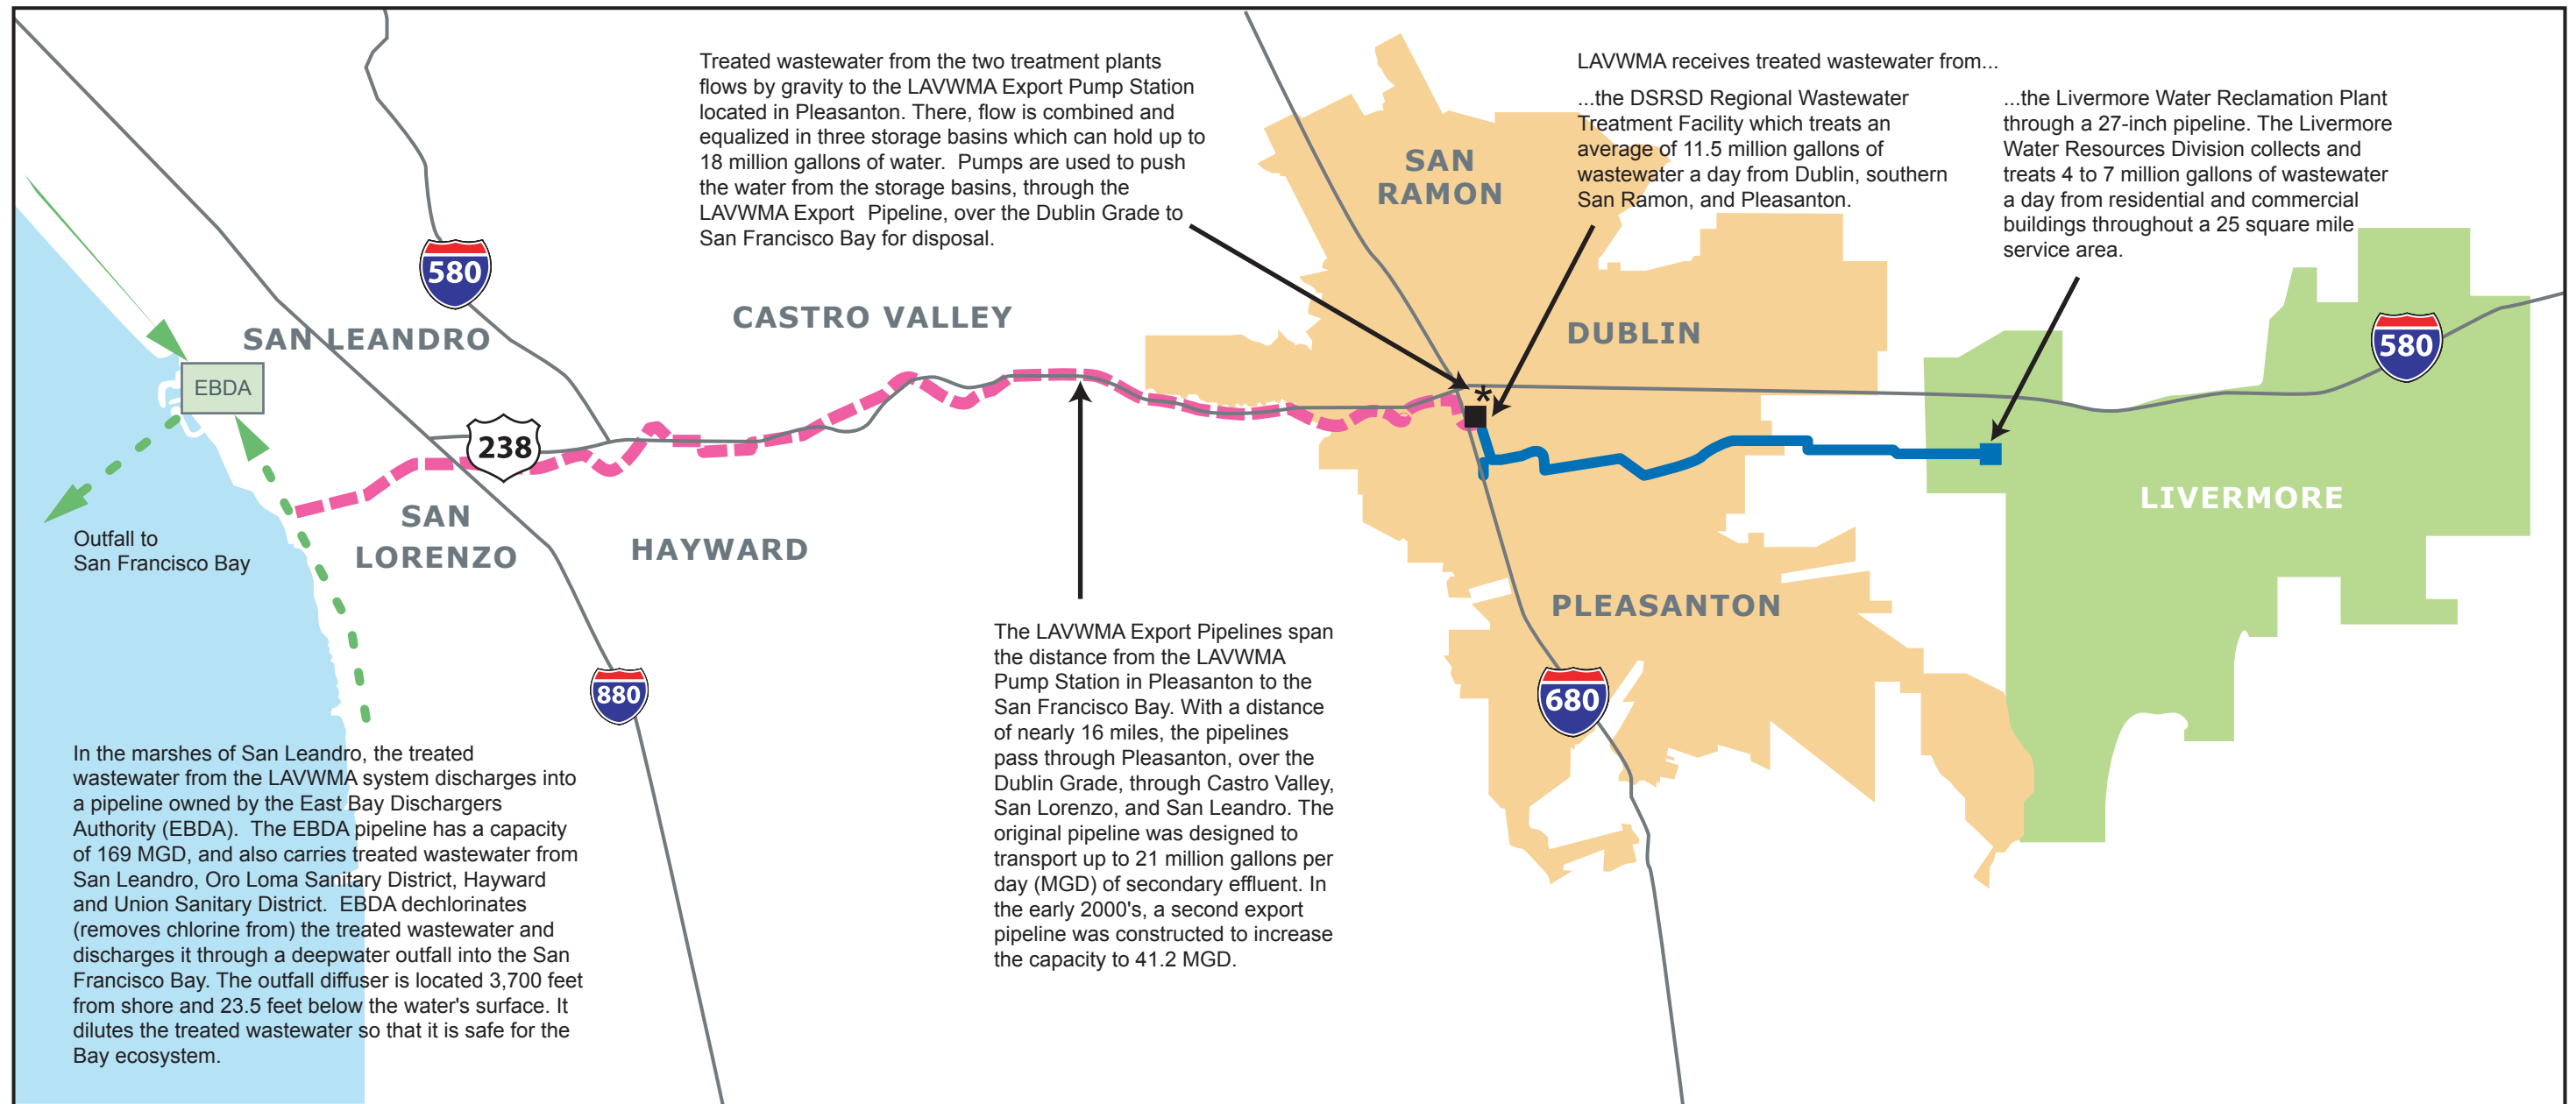 Treated wastewater from the two treatment plants
flows by gravity to the LAVWMA Export Pump Station
located in Pleasanton. There, flow is combined and
equalized in three storage basins which can hold up to
18 million gallons of water.  Pumps are used to push
the water from the storage basins, through the
LAVWMA Export  Pipeline, over the Dublin Grade to
San Francisco Bay for disposal.
LAVWMA receives treated wastewater from...
...the DSRSD Regional Wastewater
Treatment Facility which treats an
average of 11.5 million gallons of
wastewater a day from Dublin, southern
San Ramon, and Pleasanton.
...the Livermore Water Reclamation Plant
through a 27-inch pipeline. The Livermore
Water Resources Division collects and
treats 4 to 7 million gallons of wastewater
a day from residential and commercial
buildings throughout a 25 square mile
service area.
SAN
RAMON
580
SAN LEANDRO
CASTRO VALLEY
DUBLIN
580
EBDA
*
238
LIVERMORE
SAN
LORENZO
HAYWARD
Outfall to
San Francisco Bay
PLEASANTON
880
680
The LAVWMA Export Pipelines span
the distance from the LAVWMA
Pump Station in Pleasanton to the
San Francisco Bay. With a distance
of nearly 16 miles, the pipelines
pass through Pleasanton, over the
Dublin Grade, through Castro Valley,
San Lorenzo, and San Leandro. The
original pipeline was designed to
transport up to 21 million gallons per
day (MGD) of secondary effluent. In
the early 2000's, a second export
pipeline was constructed to increase
the capacity to 41.2 MGD.
In the marshes of San Leandro, the treated
wastewater from the LAVWMA system discharges into
a pipeline owned by the East Bay Dischargers
Authority (EBDA).  The EBDA pipeline has a capacity
of 169 MGD, and also carries treated wastewater from
San Leandro, Oro Loma Sanitary District, Hayward
and Union Sanitary District.  EBDA dechlorinates
(removes chlorine from) the treated wastewater and
discharges it through a deepwater outfall into the San
Francisco Bay. The outfall diffuser is located 3,700 feet
from shore and 23.5 feet below the water's surface. It
dilutes the treated wastewater so that it is safe for the
Bay ecosystem.